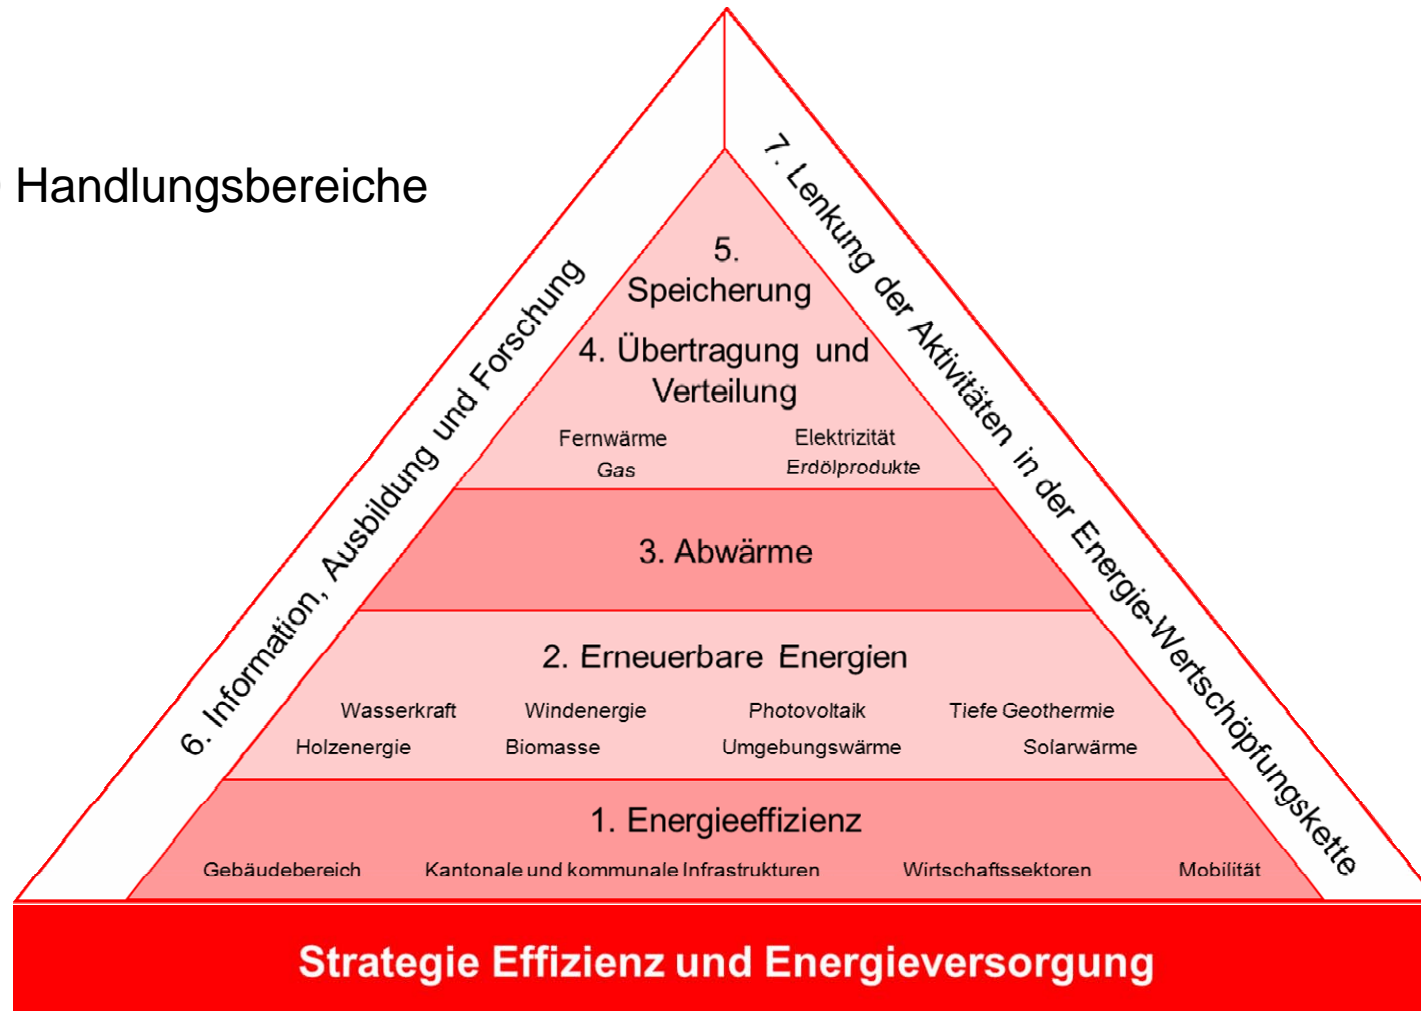 Handlungsbereiche
5.
Speicherung
4. Übertragung und
Verteilung
Fernwärme Elektrizität
Gas Erdölprodukte
3. Abwärme
2. Erneuerbare Energien
Wasserkraft Windenergie Photovoltaik Tiefe Geothermie
Holzenergie Biomasse Umgebungswärme Solarwärme
1. Energieeffizienz
Gebäudebereich Kantonale und kommunale Infrastrukturen Wirtschaftssektoren Mobilität
6. Information, Ausbildung und Forschung
7. Lenkung der Aktivitäten in der Energie-Wertschöpfungskette
Strategie Effizienz und Energieversorgung